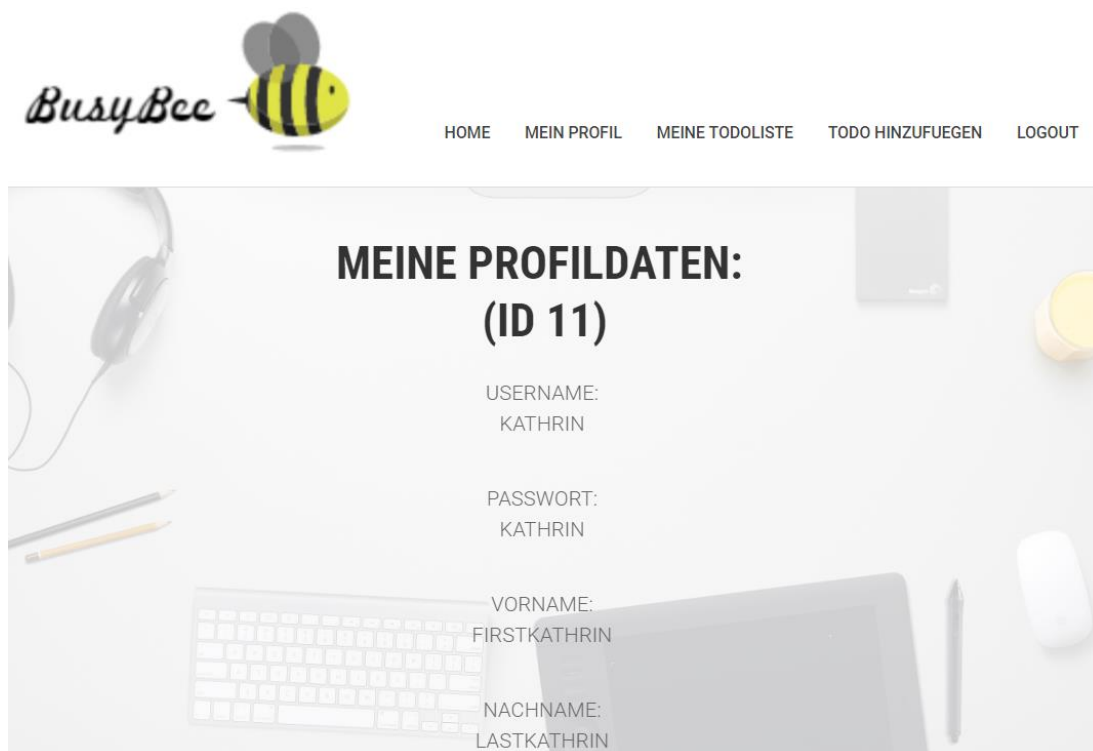 BusyBee
HOME MEIN PROFIL MEINE TODOLISTE TODO HINZUFUEGEN LOGOUT
MEINE PROFILDATEN:
(ID 11)
USERNAME:
KATHRIN
PASSWORT:
KATHRIN
VORNAME:
FIRSTKATHRIN
NACHNAME:
LASTKATHRIN